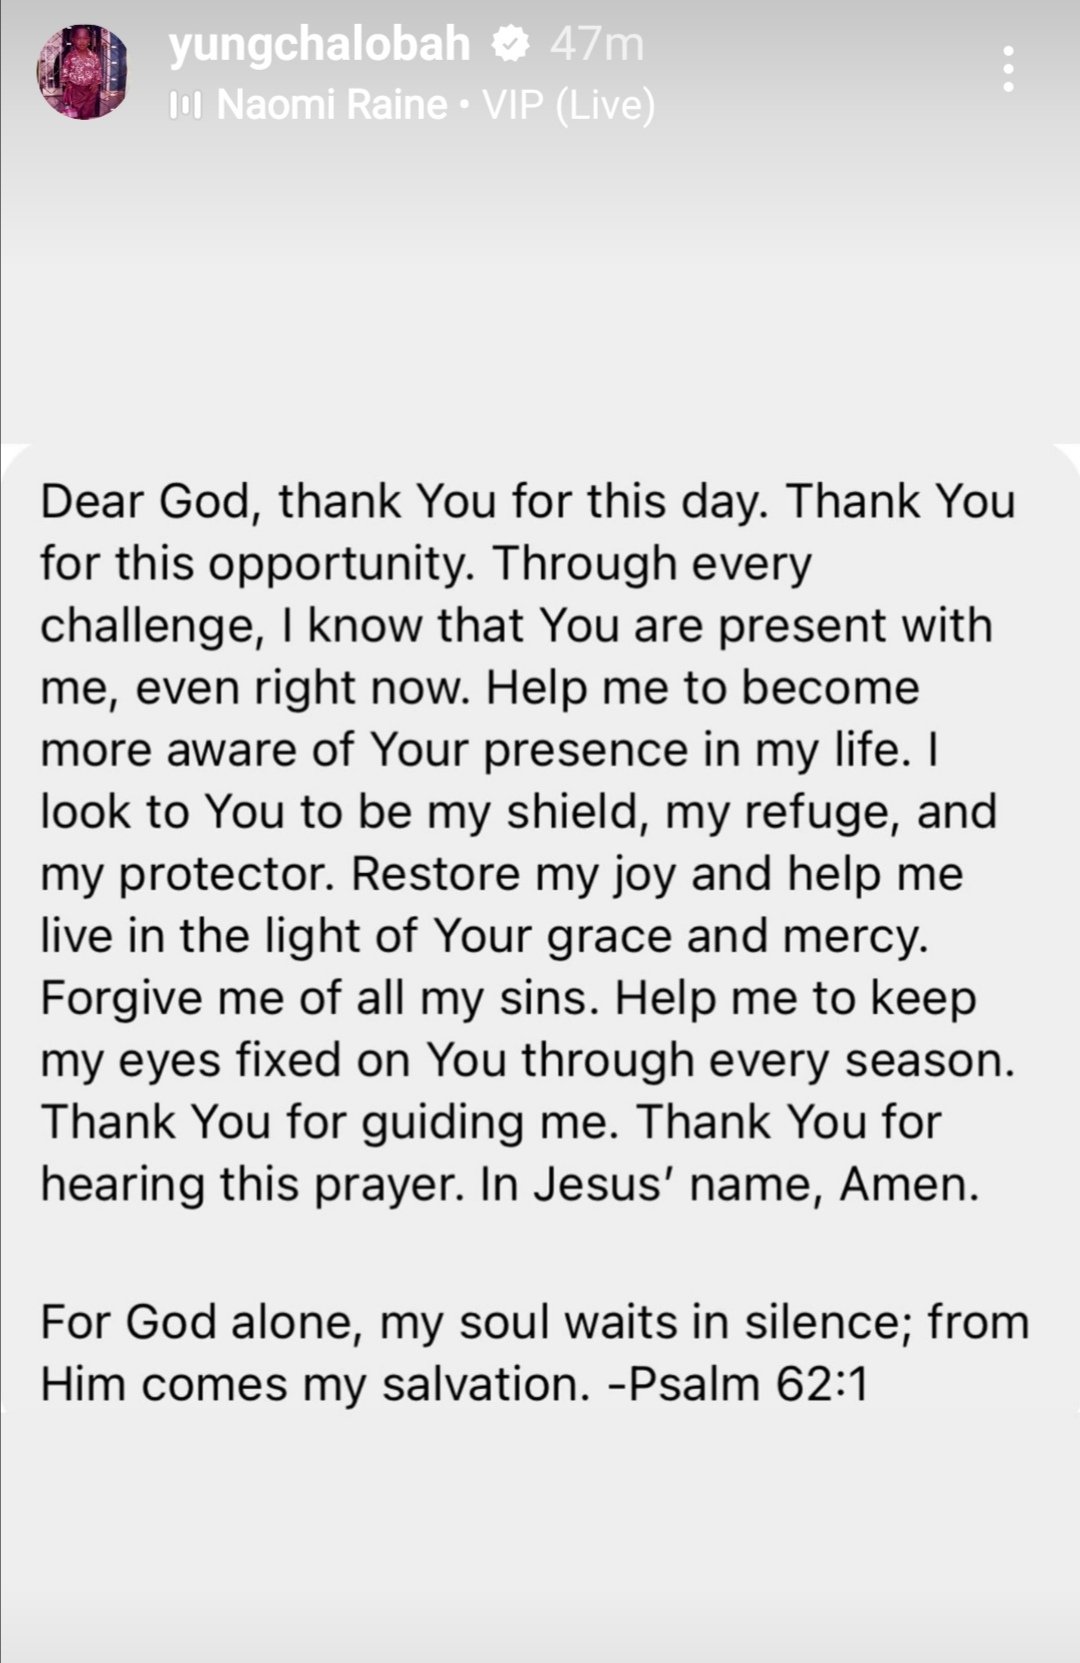 yungchalobah 47m
Naomi Raine • VIP (Live)
Dear God, thank You for this day. Thank You
for this opportunity. Through every
challenge, I know that You are present with
me, even right now. Help me to become
more aware of Your presence in my life. I
look to You to be my shield, my refuge, and
my protector. Restore my joy and help me
live in the light of Your grace and mercy.
Forgive me of all my sins. Help me to keep
my eyes fixed on You through every season.
Thank You for guiding me. Thank You for
hearing this prayer. In Jesus’ name, Amen.
For God alone, my soul waits in silence; from
Him comes my salvation. -Psalm 62:1